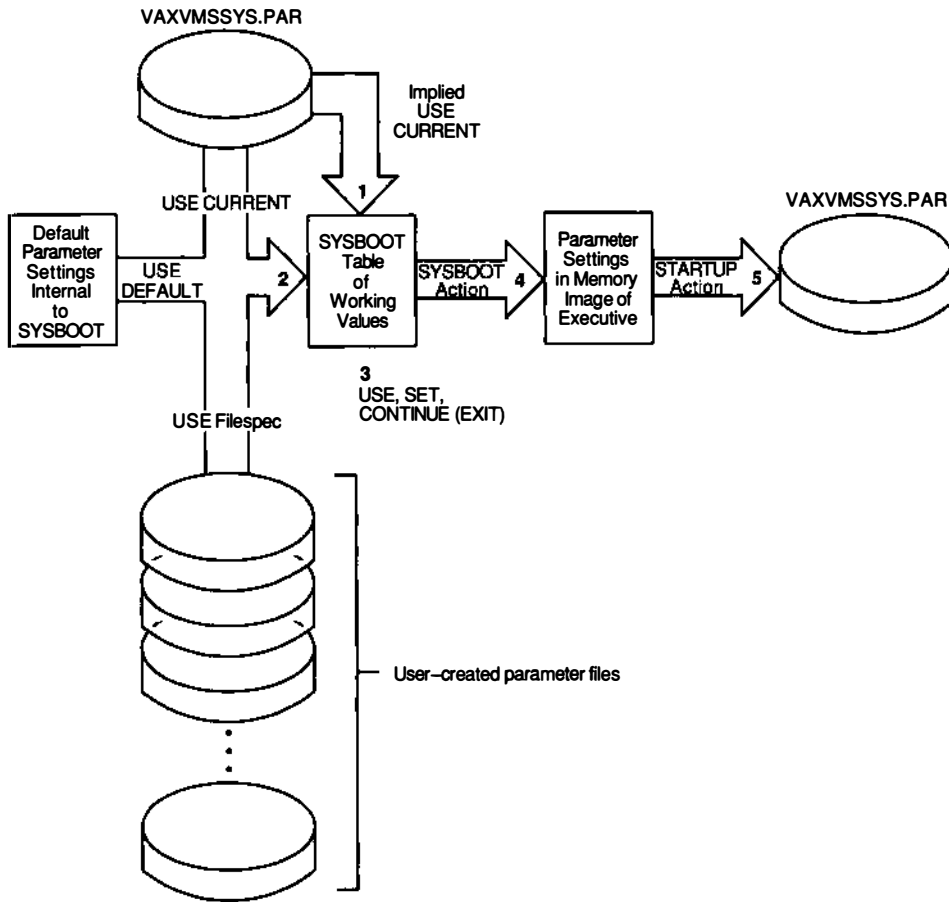 VAXVMSSYS.PAR
Implied
USE
CURRENT
1
USE CURRENT
VAXVMSSYS.PAR
Default
Parameter
Settings
Internal
to
SYSBOOT
USE
DEFAULT
2
SYSBOOT
Table
of
Working
Values
SYSBOOT
Action
4
Parameter
Settings
in Memory
Image of
Executive
STARTUP
Action
5
3
USE, SET,
CONTINUE (EXIT)
USE Filespec
User-created parameter files